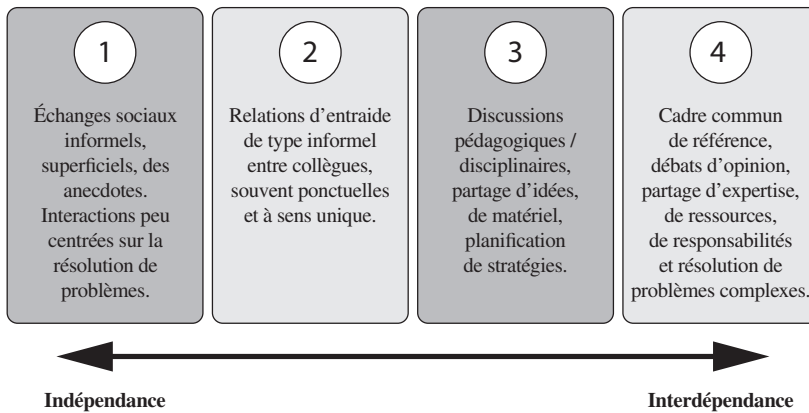 1
Échanges sociaux
informels,
superficiels, des
anecdotes.
Interactions peu
centrées sur la
résolution de
problèmes.
2
Relations d’entraide
de type informel
entre collègues,
souvent ponctuelles
et à sens unique.
3
Discussions
pédagogiques /
disciplinaires,
partage d’idées,
de matériel,
planification
de stratégies.
4
Cadre commun
de référence,
débats d’opinion,
partage d’expertise,
de ressources,
de responsabilités
et résolution de
problèmes complexes.
Indépendance
Interdépendance